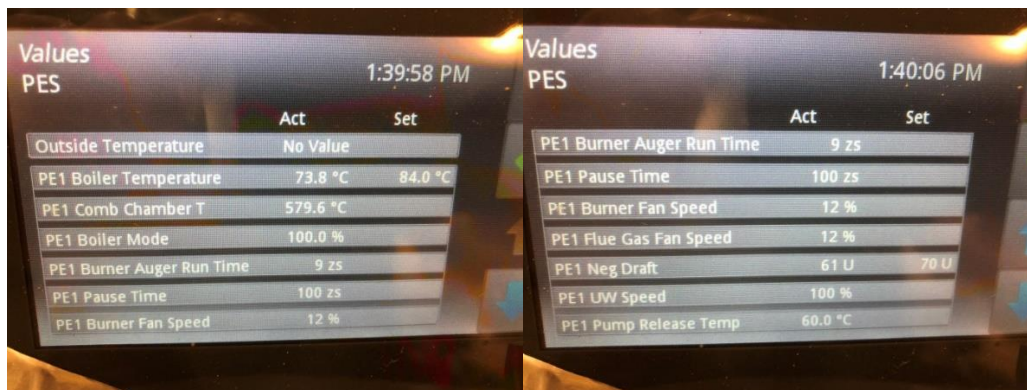 Values
PES
1:39:58 PM
Act Set
Outside Temperature No Value
PE1 Boiler Temperature 73.8 °C 84.0 °C
PE1 Comb Chamber T 579.6 °C
PE1 Boiler Mode 100.0 %
PE1 Burner Auger Run Time 9 zs
PE1 Pause Time 100 zs
PE1 Burner Fan Speed 12 %
Values
PES
1:40:06 PM
Act Set
PE1 Burner Auger Run Time 9 zs
PE1 Pause Time 100 zs
PE1 Burner Fan Speed 12 %
PE1 Flue Gas Fan Speed 12 %
PE1 Neg Draft 61 U 70 U
PE1 UW Speed 100 %
PE1 Pump Release Temp 60.0 °C